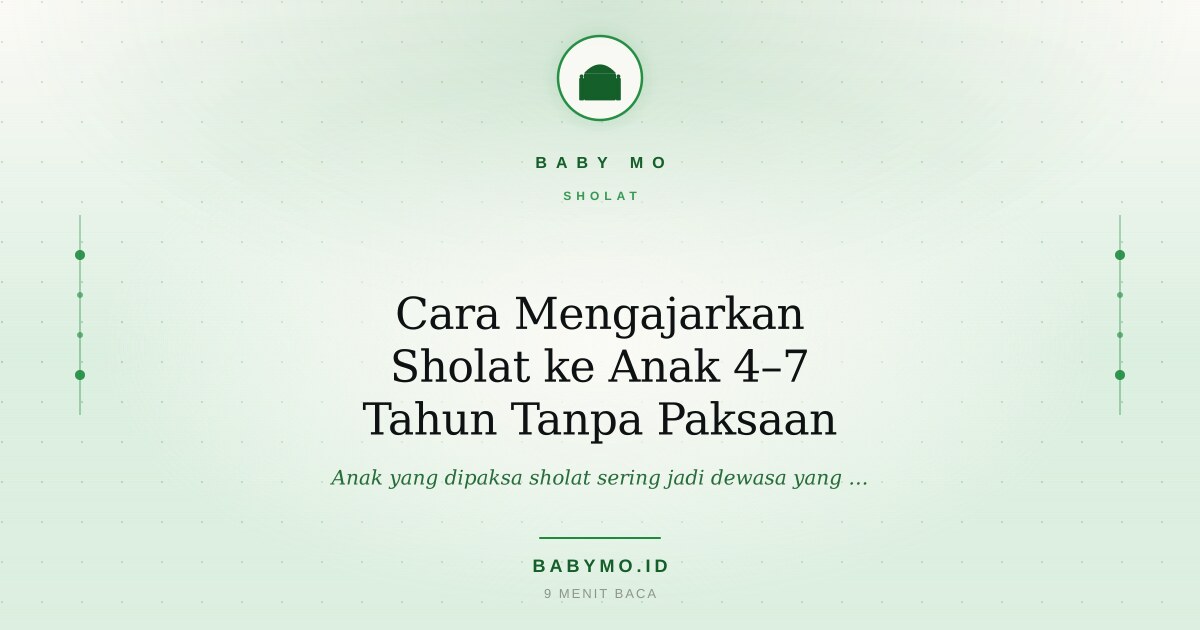 BABY MO
SHOLAT
Cara Mengajarkan
Sholat ke Anak 4–7
Tahun Tanpa Paksaan
Anak yang dipaksa sholat sering jadi dewasa yang ...
BABYMO.ID
9 MENIT BACA